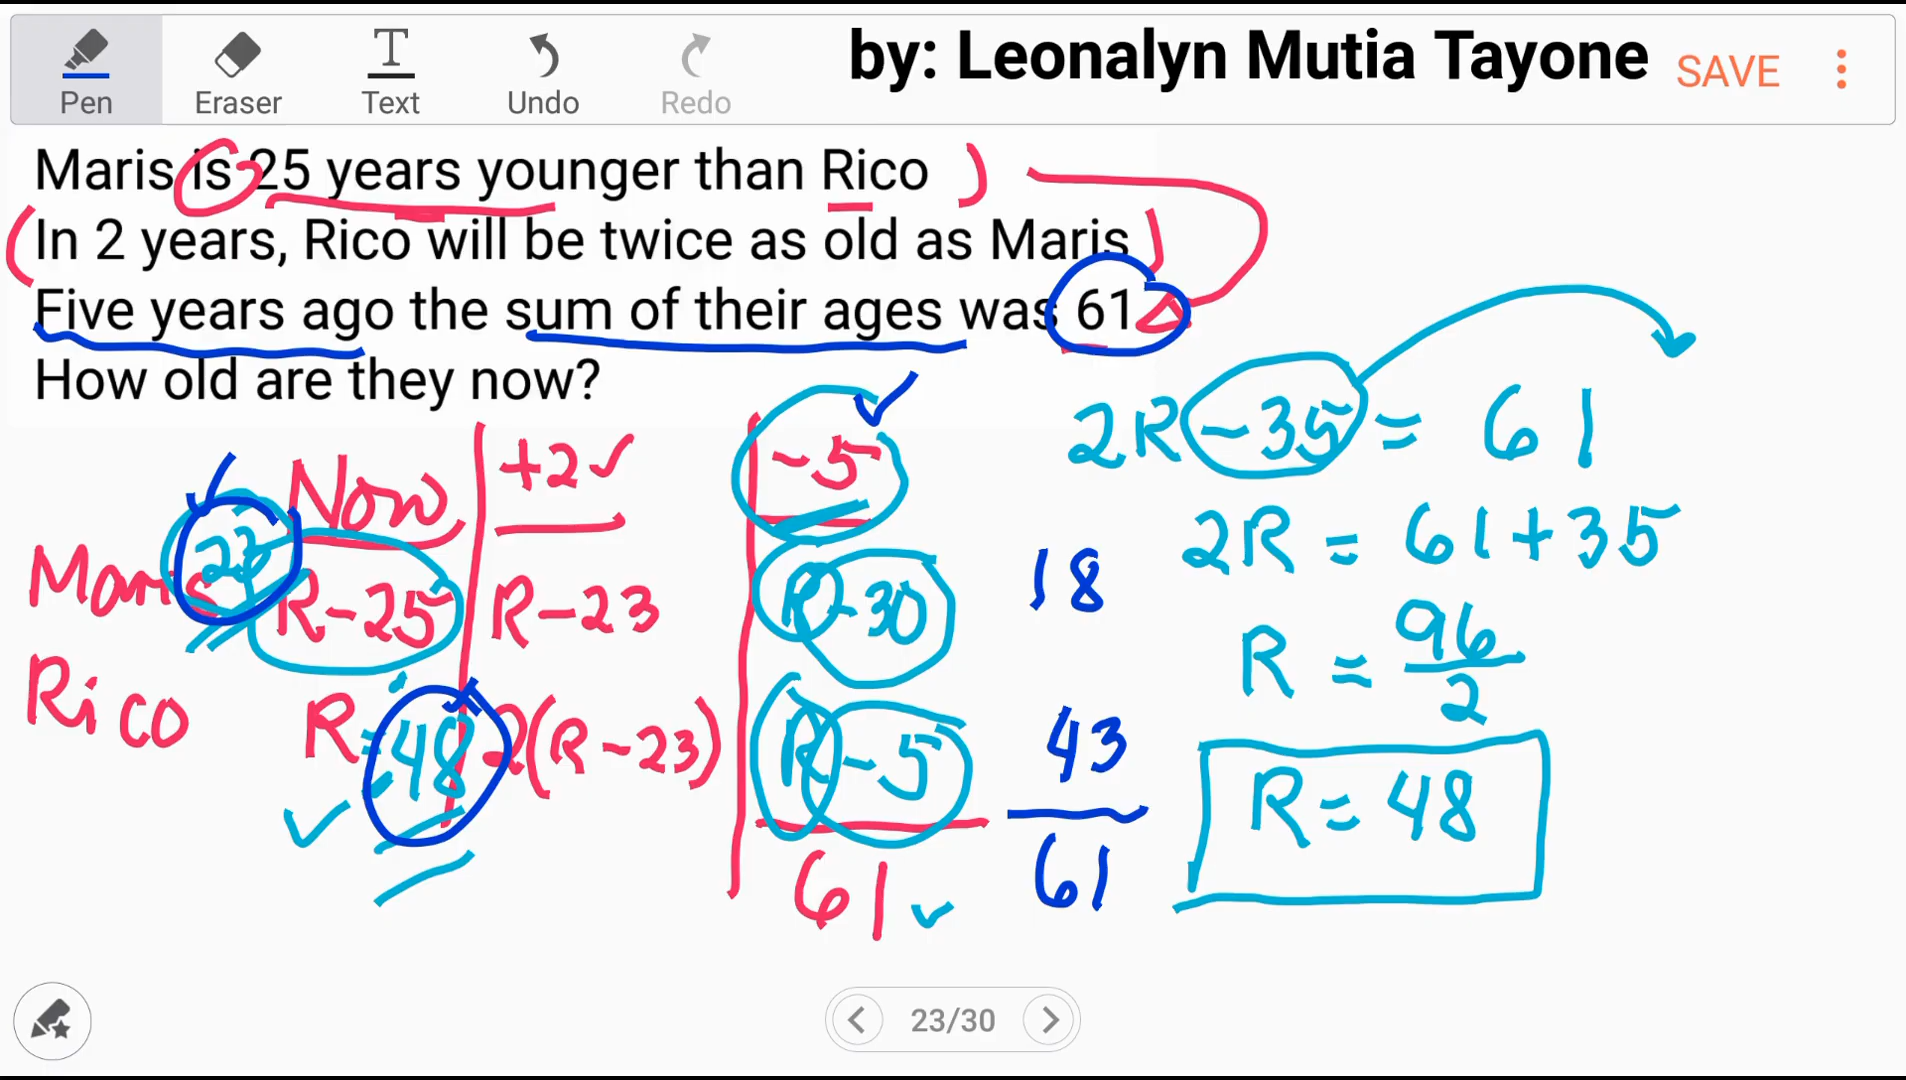 by: Leonalyn Mutia Tayone
Pen Eraser Text Undo Redo SAVE
Maris is 25 years younger than Rico
In 2 years, Rico will be twice as old as Maris
Five years ago the sum of their ages was 61
How old are they now?
Now +2 -5
Maris 23 R-25 R-23 R-30 18
Rico R=48 2(R-23) R-5 43
61 61
2R-35 = 61
2R = 61+35
R = 96/2
R = 48
23/30